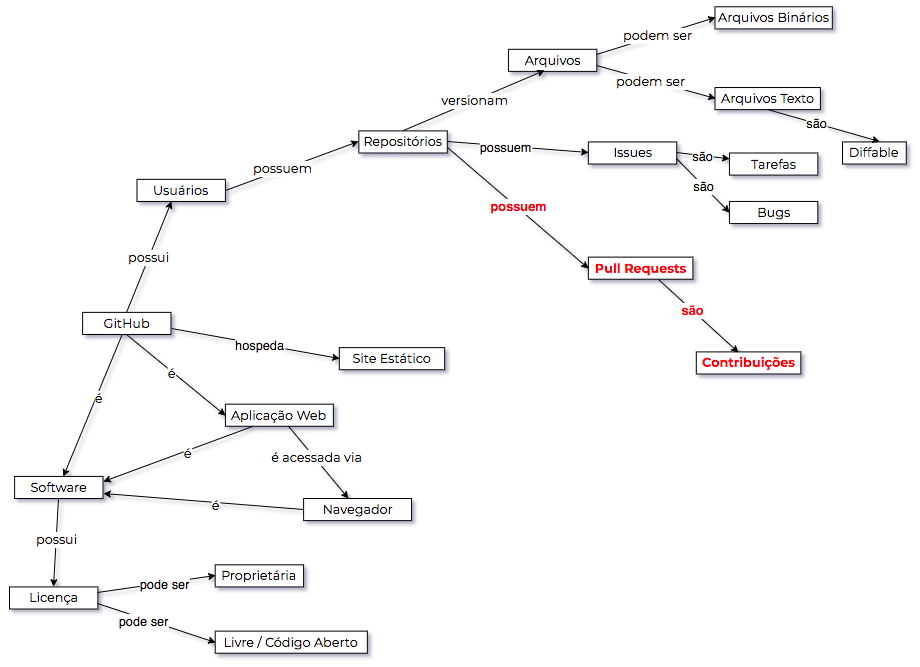 Arquivos Binários
podem ser
Arquivos
podem ser
Arquivos Texto
versionam
são
Repositórios
possuem
Issues
são
Diffable
Tarefas
possuem
Usuários
são
possuem
Bugs
possui
Pull Requests
são
GitHub
hospeda
Site Estático
Contribuições
é
é
Aplicação Web
é
é acessada via
Software
é
Navegador
possui
Proprietária
pode ser
Licença
pode ser
Livre / Código Aberto